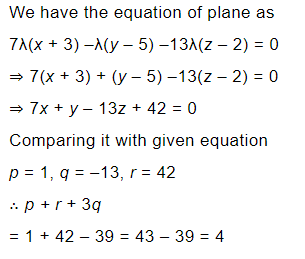 We have the equation of plane as
7λ(x + 3) –λ(y – 5) –13λ(z – 2) = 0
⇒ 7(x + 3) + (y – 5) –13(z – 2) = 0
⇒ 7x + y – 13z + 42 = 0
Comparing it with given equation
p = 1, q = –13, r = 42
∴ p + r + 3q
= 1 + 42 – 39 = 43 – 39 = 4